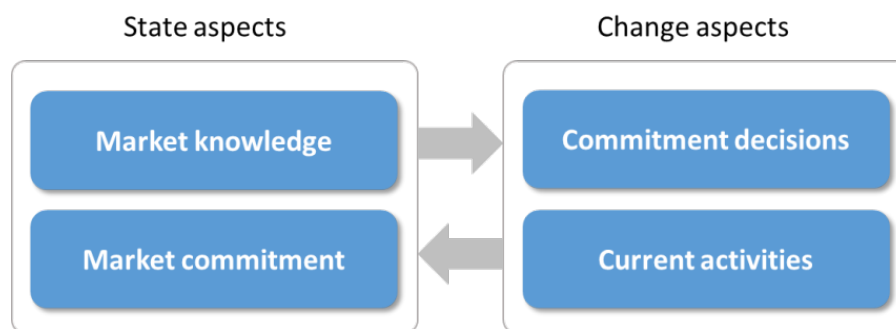 State aspects
Change aspects
Market knowledge
Commitment decisions
Market commitment
Current activities